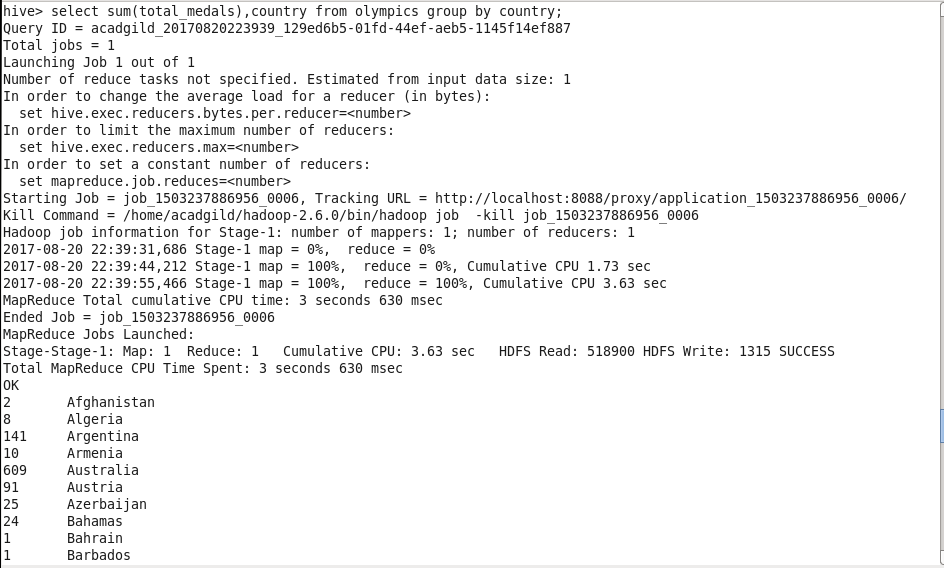 hive> select sum(total_medals),country from olympics group by country;
Query ID = acadgild_20170820223939_129ed6b5-01fd-44ef-aeb5-1145f14ef887
Total jobs = 1
Launching Job 1 out of 1
Number of reduce tasks not specified. Estimated from input data size: 1
In order to change the average load for a reducer (in bytes):
  set hive.exec.reducers.bytes.per.reducer=<number>
In order to limit the maximum number of reducers:
  set hive.exec.reducers.max=<number>
In order to set a constant number of reducers:
  set mapreduce.job.reduces=<number>
Starting Job = job_1503237886956_0006, Tracking URL = http://localhost:8088/proxy/application_1503237886956_0006/
Kill Command = /home/acadgild/hadoop-2.6.0/bin/hadoop job  -kill job_1503237886956_0006
Hadoop job information for Stage-1: number of mappers: 1; number of reducers: 1
2017-08-20 22:39:31,686 Stage-1 map = 0%,  reduce = 0%
2017-08-20 22:39:44,212 Stage-1 map = 100%,  reduce = 0%, Cumulative CPU 1.73 sec
2017-08-20 22:39:55,466 Stage-1 map = 100%,  reduce = 100%, Cumulative CPU 3.63 sec
MapReduce Total cumulative CPU time: 3 seconds 630 msec
Ended Job = job_1503237886956_0006
MapReduce Jobs Launched:
Stage-Stage-1: Map: 1  Reduce: 1   Cumulative CPU: 3.63 sec   HDFS Read: 518900 HDFS Write: 1315 SUCCESS
Total MapReduce CPU Time Spent: 3 seconds 630 msec
OK
2	Afghanistan
8	Algeria
141	Argentina
10	Armenia
609	Australia
91	Austria
25	Azerbaijan
24	Bahamas
1	Bahrain
1	Barbados